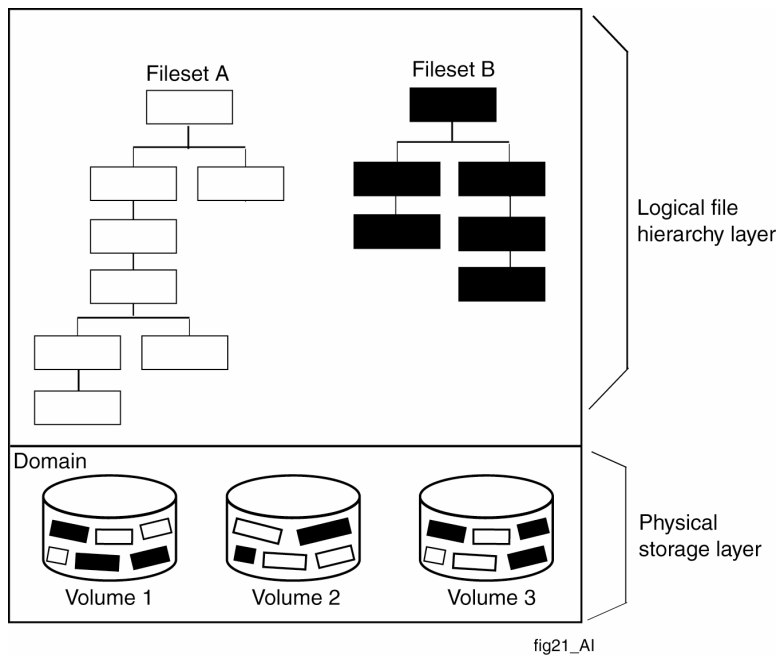 Fileset A
Fileset B
Logical file
hierarchy layer
Domain
Volume 1
Volume 2
Volume 3
Physical
storage layer
fig21_AI